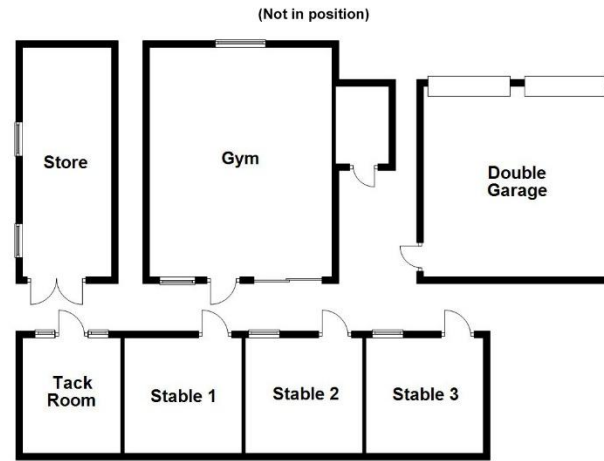 (Not in position)
Store
Gym
Double
Garage
Tack
Room
Stable 1
Stable 2
Stable 3